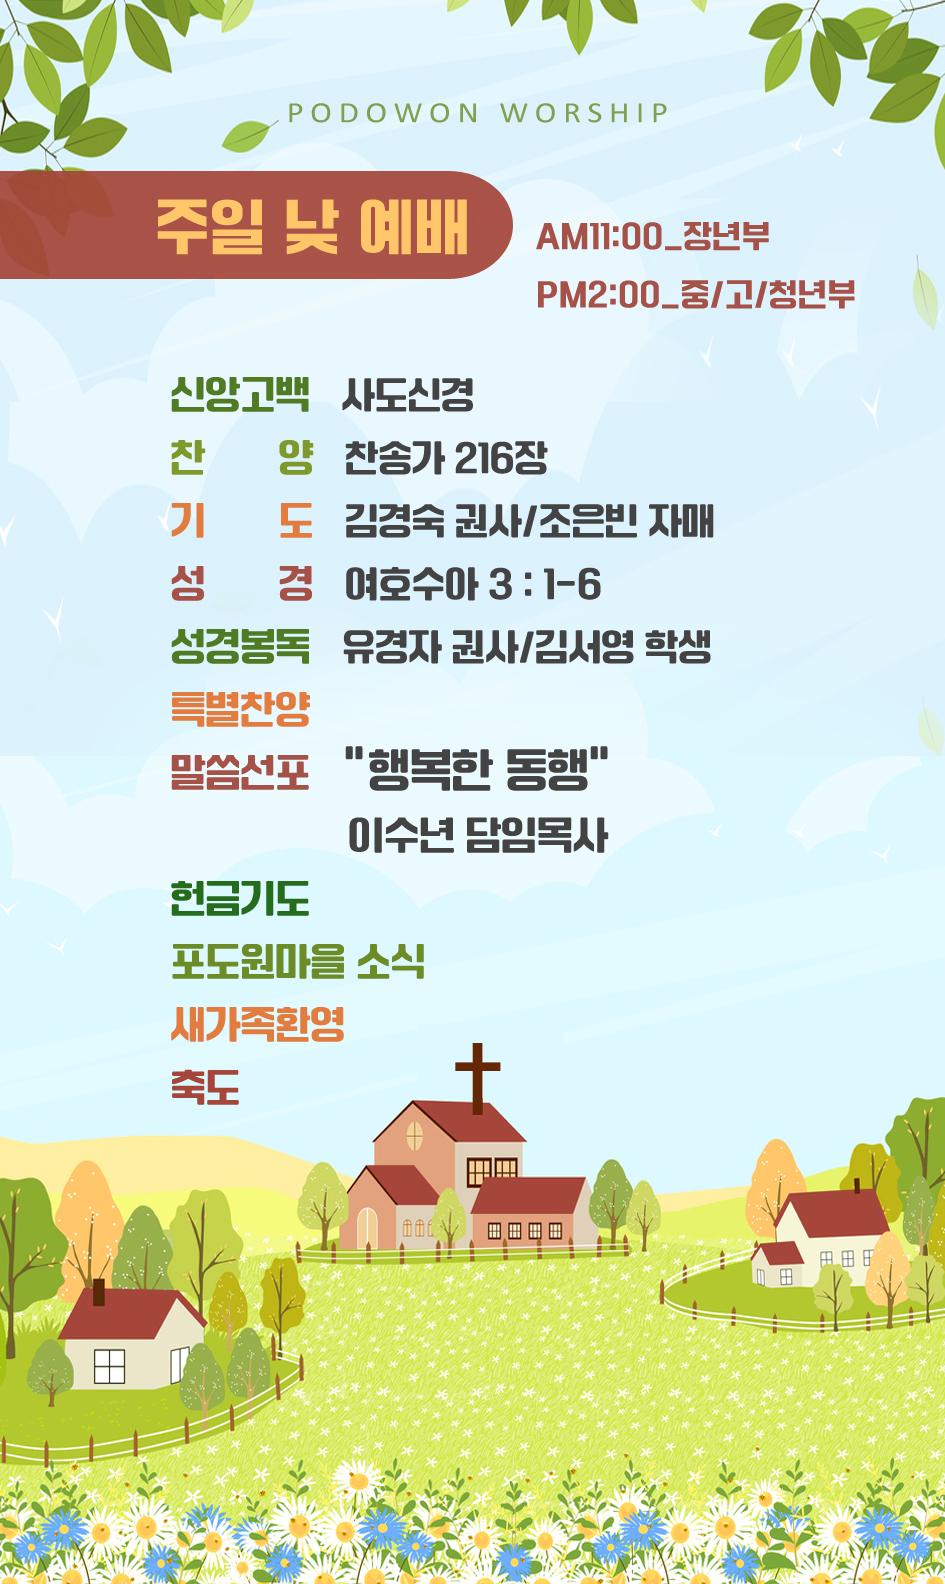 PODOWON WORSHIP
주일 낮 예배
AM11:00_장년부
PM2:00_중/고/청년부
신앙고백 사도신경
찬 양 찬송가 216장
기 도 김경숙 권사/조은빈 자매
성 경 여호수아 3 : 1-6
성경봉독 유경자 권사/김서영 학생
특별찬양
말씀선포 "행복한 동행"
이수년 담임목사
헌금기도
포도원마을 소식
새가족환영
축도